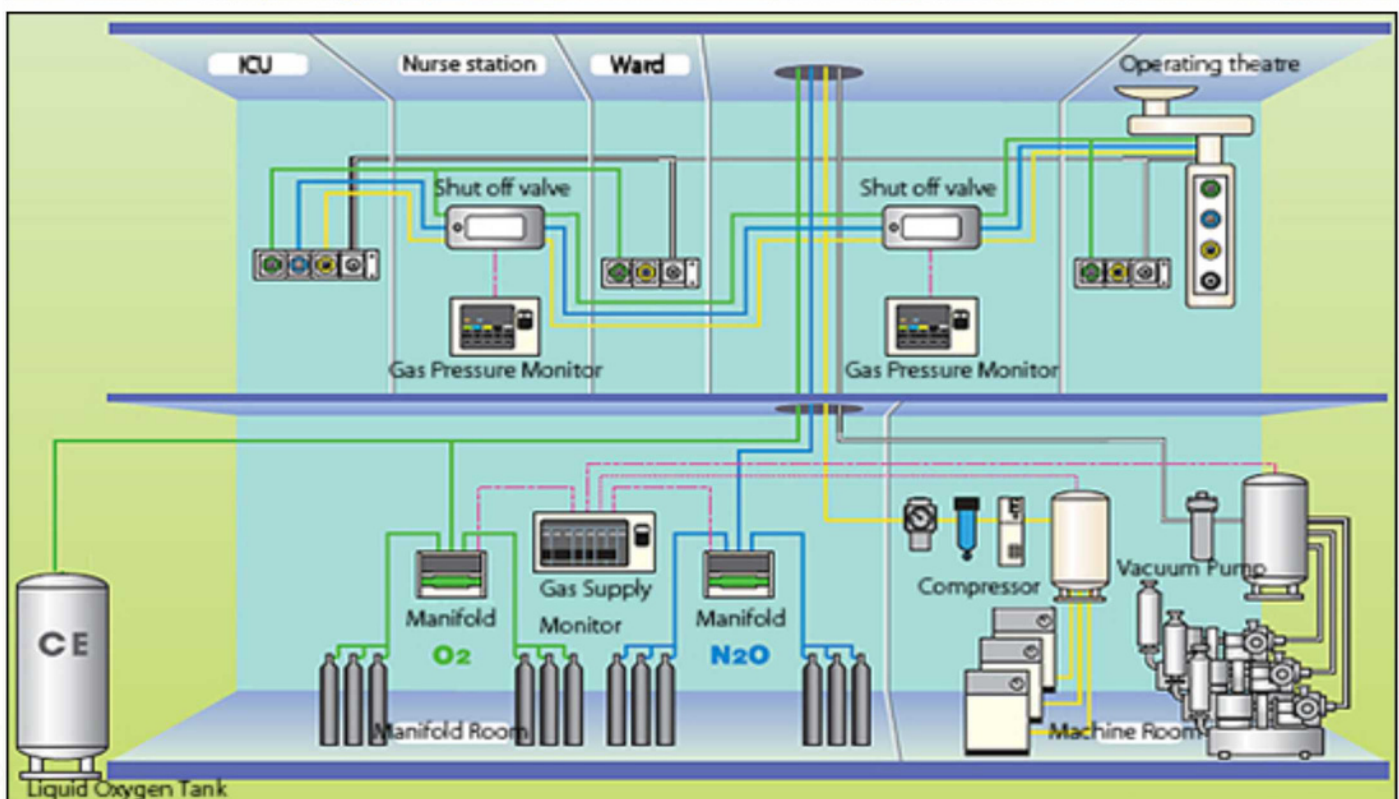 ICU
Nurse station
Ward
Operating theatre
Shut off valve
Shut off valve
Gas Pressure Monitor
Gas Pressure Monitor
CE
Manifold
O2
Gas Supply
Monitor
Manifold
N2O
Compressor
Vacuum Pump
Manifold Room
Machine Room
Liquid Oxygen Tank